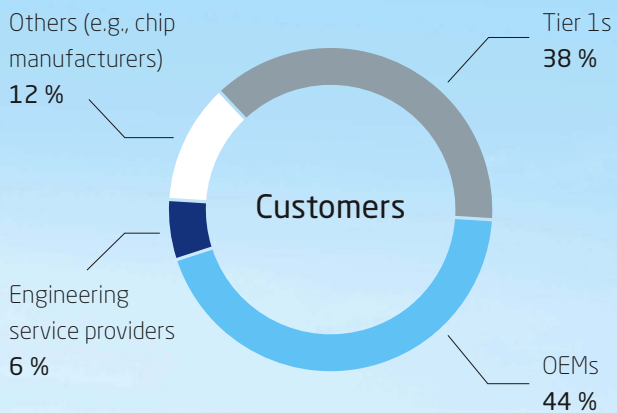 Others (e.g., chip
manufacturers)
12 %
Tier 1s
38 %
Customers
Engineering
service providers
6 %
OEMs
44 %